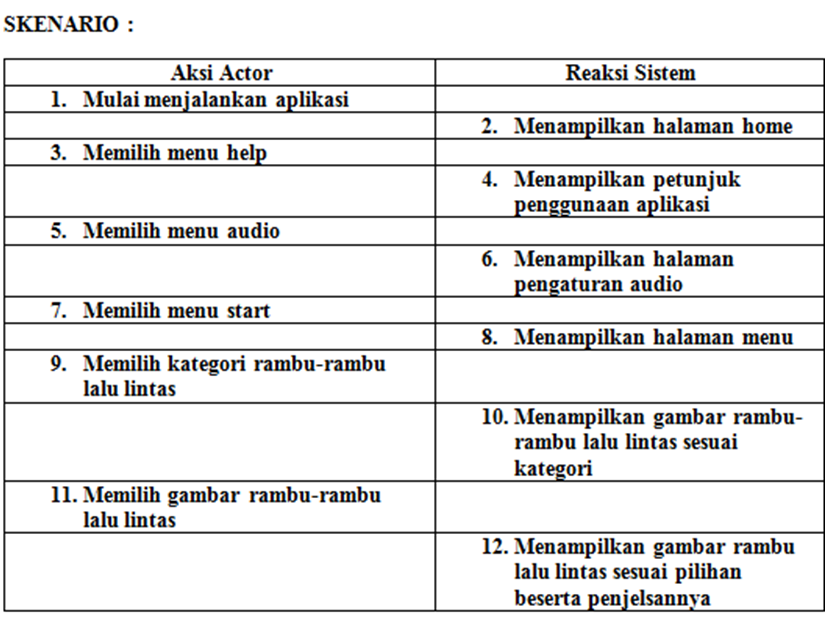 SKENARIO :
Aksi Actor
Reaksi Sistem
1. Mulai menjalankan aplikasi
2. Menampilkan halaman home
3. Memilih menu help
4. Menampilkan petunjuk
penggunaan aplikasi
5. Memilih menu audio
6. Menampilkan halaman
pengaturan audio
7. Memilih menu start
8. Menampilkan halaman menu
9. Memilih kategori rambu-rambu
lalu lintas
10. Menampilkan gambar rambu-
rambu lalu lintas sesuai
kategori
11. Memilih gambar rambu-rambu
lalu lintas
12. Menampilkan gambar rambu
lalu lintas sesuai pilihan
beserta penjelsannya